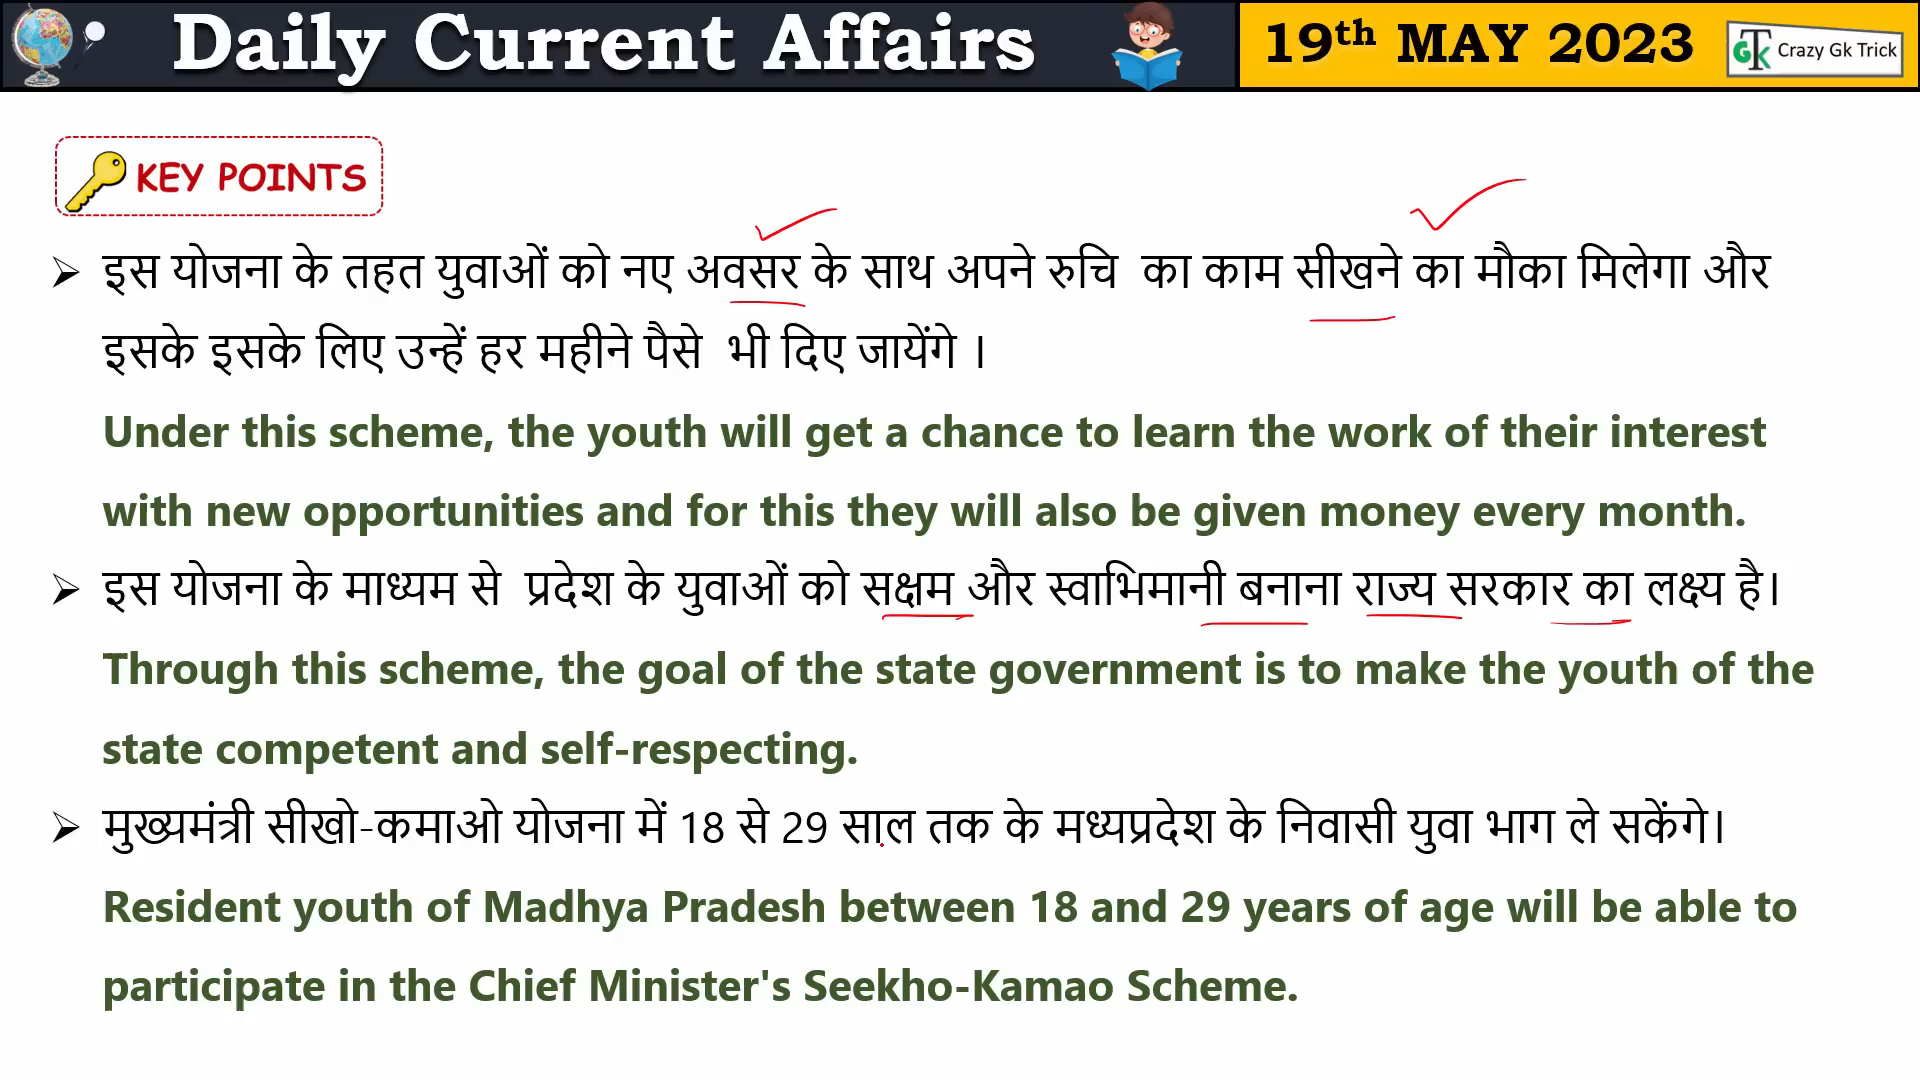 Daily Current Affairs
19th MAY 2023
GTK Crazy Gk Trick
KEY POINTS
➢ इस योजना के तहत युवाओं को नए अवसर के साथ अपने रुचि का काम सीखने का मौका मिलेगा और
इसके इसके लिए उन्हें हर महीने पैसे भी दिए जायेंगे ।
Under this scheme, the youth will get a chance to learn the work of their interest
with new opportunities and for this they will also be given money every month.
➢ इस योजना के माध्यम से प्रदेश के युवाओं को सक्षम और स्वाभिमानी बनाना राज्य सरकार का लक्ष्य है।
Through this scheme, the goal of the state government is to make the youth of the
state competent and self-respecting.
➢ मुख्यमंत्री सीखो-कमाओ योजना में 18 से 29 साल तक के मध्यप्रदेश के निवासी युवा भाग ले सकेंगे।
Resident youth of Madhya Pradesh between 18 and 29 years of age will be able to
participate in the Chief Minister's Seekho-Kamao Scheme.